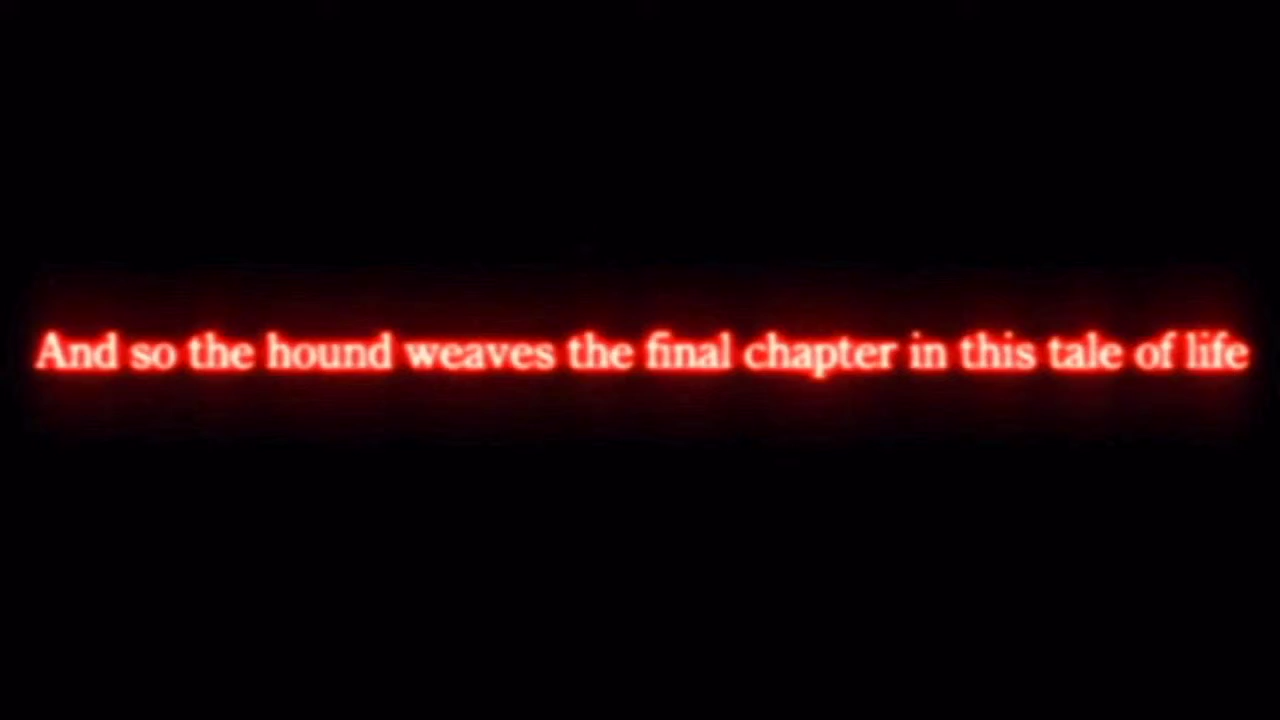 And so the hound weaves the final chapter in this tale of life